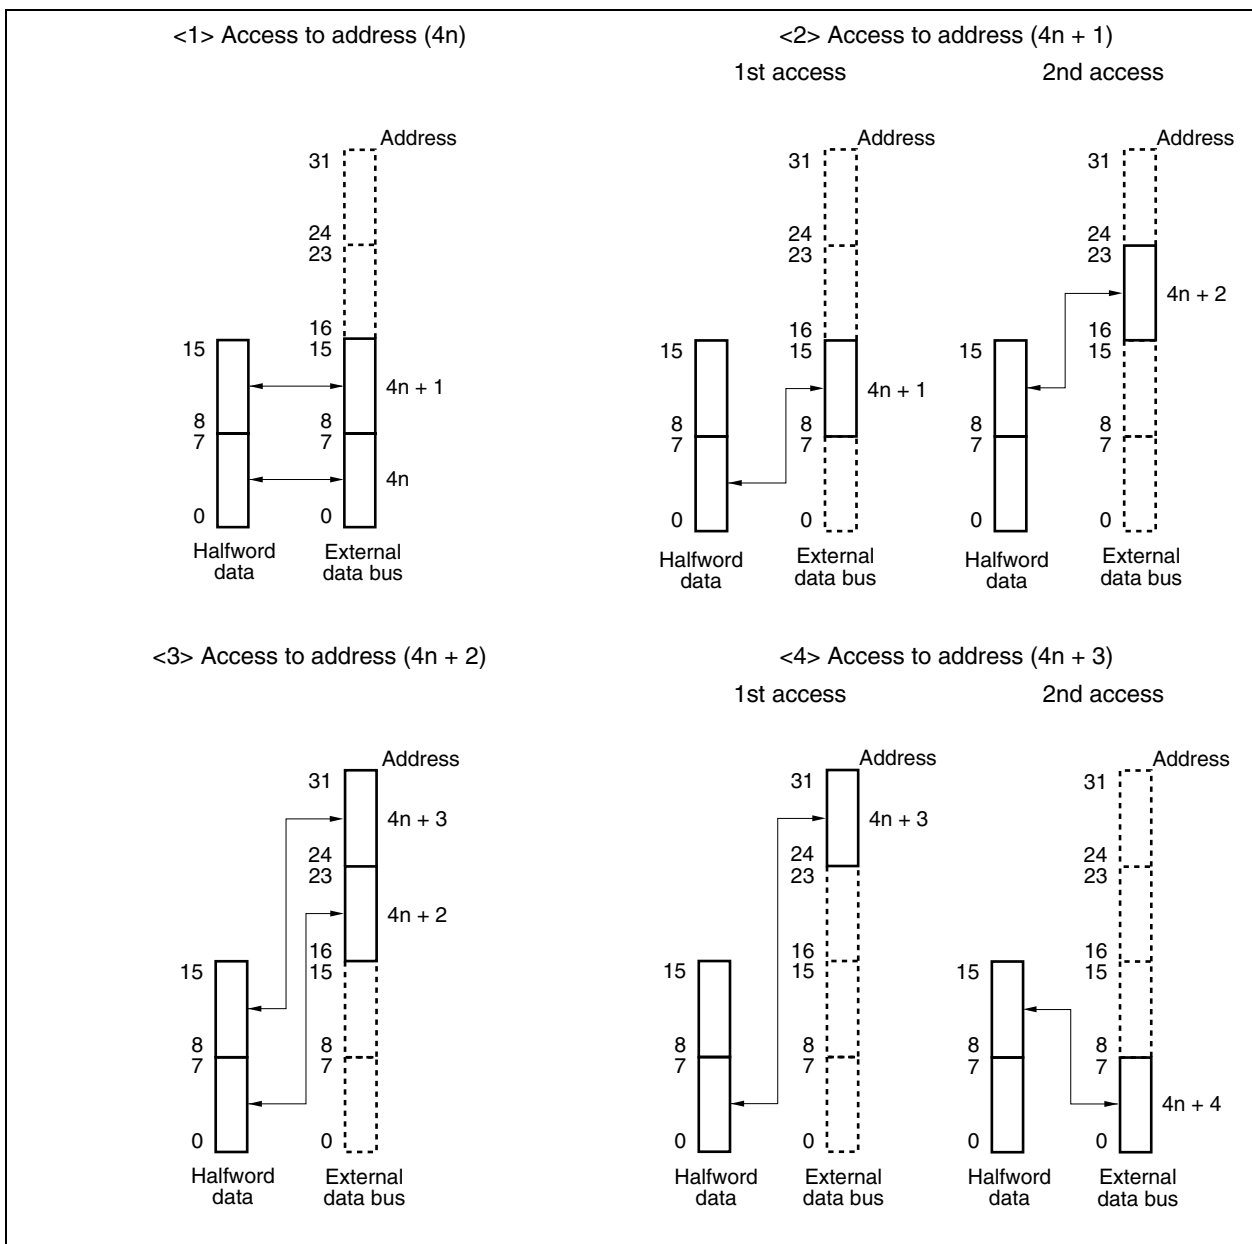 <1> Access to address (4n)
Address
31
24
23
16
15
15
4n + 1
8
8
7
7
4n
0
0
Halfword
data
External
data bus
<2> Access to address (4n + 1)
1st access
Address
31
24
23
16
15
15
4n + 1
8
8
7
7
0
0
Halfword
data
External
data bus
2nd access
Address
31
24
23
4n + 2
16
15
15
8
8
7
7
0
0
Halfword
data
External
data bus
<3> Access to address (4n + 2)
Address
31
4n + 3
24
23
4n + 2
16
15
15
8
8
7
7
0
0
Halfword
data
External
data bus
<4> Access to address (4n + 3)
1st access
Address
31
4n + 3
24
23
16
15
15
8
8
7
7
0
0
Halfword
data
External
data bus
2nd access
Address
31
24
23
16
15
15
8
8
7
7
4n + 4
0
0
Halfword
data
External
data bus